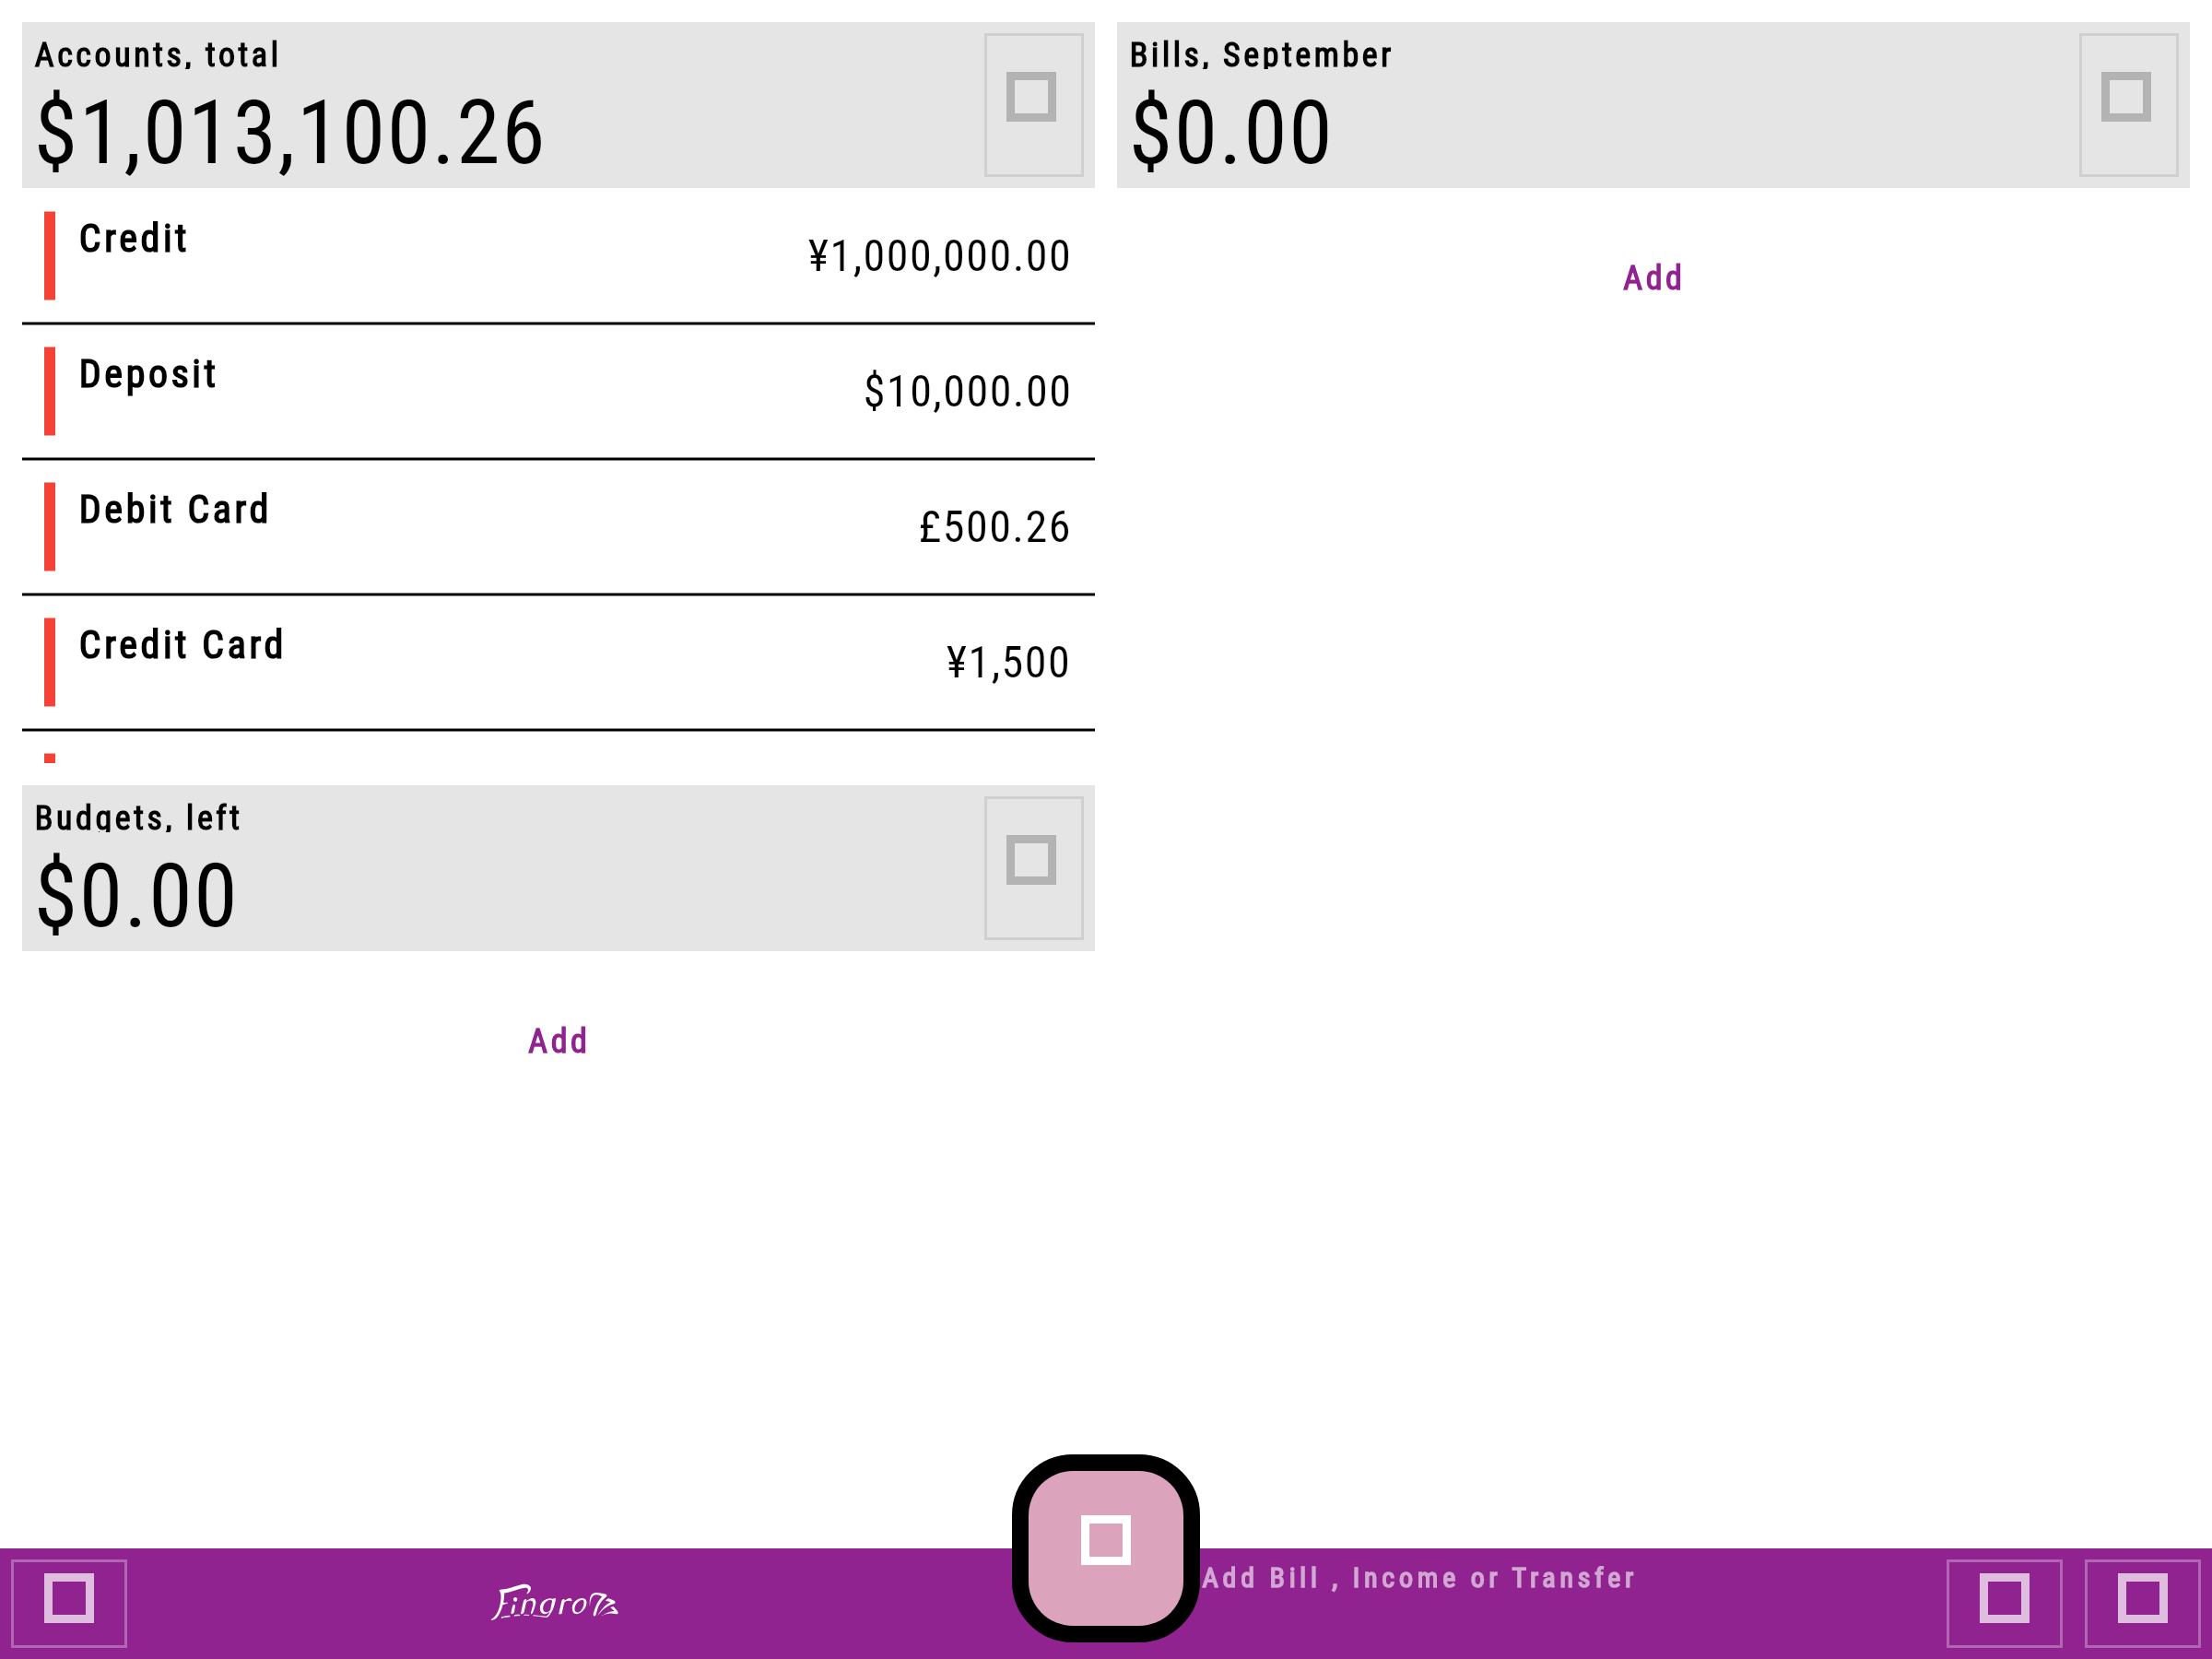 Accounts, total
$1,013,100.26
Credit
¥1,000,000.00
Deposit
$10,000.00
Debit Card
£500.26
Credit Card
¥1,500
Budgets, left
$0.00
Add
Bills, September
$0.00
Add
Add Bill , Income or Transfer